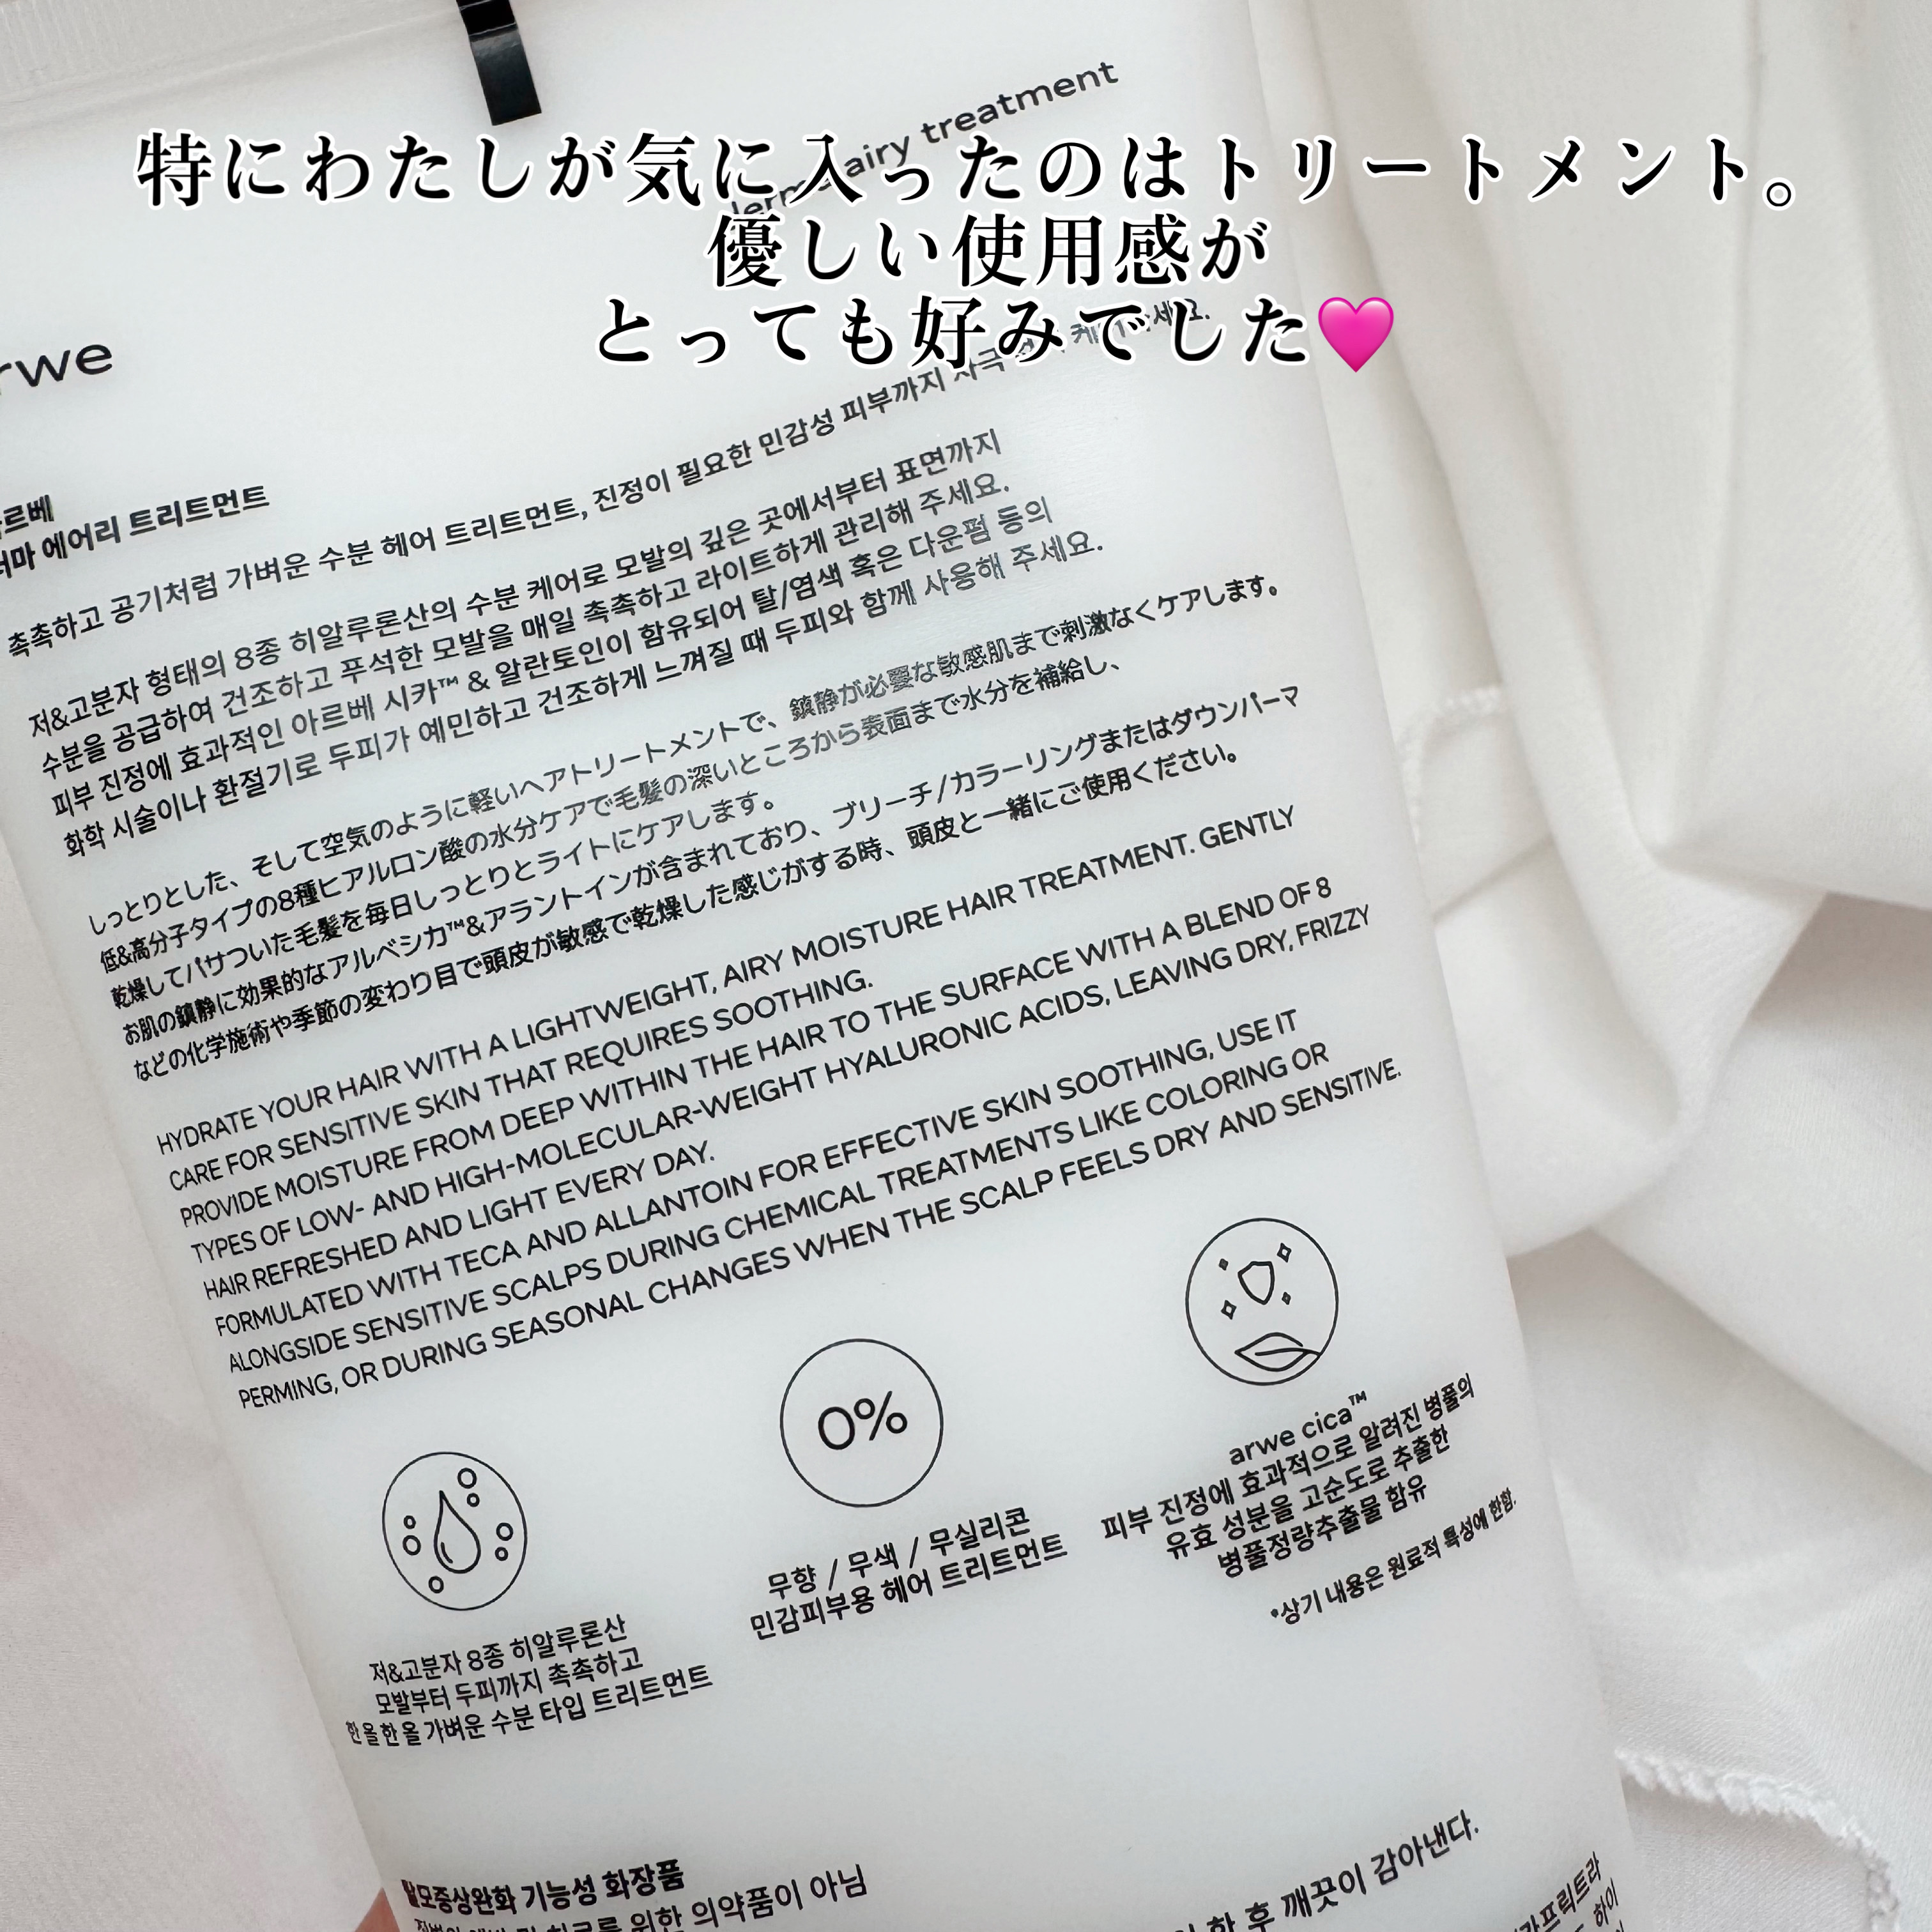 derma airy treatment
特にわたしが気に入ったのはトリートメント。
優しい使用感が
とっても好みでした🩷
rwe
르베
더마 에어리 트리트먼트
촉촉하고 공기처럼 가벼운 수분 헤어 트리트먼트, 진정이 필요한 민감성 피부까지 자극 없이 케어하세요.
저&고분자 형태의 8종 히알루론산의 수분 케어로 모발의 깊은 곳에서부터 표면까지
수분을 공급하여 건조하고 푸석한 모발을 매일 촉촉하고 라이트하게 관리해 주세요.
피부 진정에 효과적인 아르베 시카™ & 알란토인이 함유되어 탈/염색 혹은 다운펌 등의
화학 시술이나 환절기로 두피가 예민하고 건조하게 느껴질 때 두피와 함께 사용해 주세요.
しっとりとした、そして空気のように軽いヘアトリートメントで、鎮静が必要な敏感肌まで刺激なくケアします。
低&高分子タイプの8種ヒアルロン酸の水分ケアで毛髪の深いところから表面まで水分を補給し、
乾燥してパサついた毛髪を毎日しっとりとライトにケアします。
お肌の鎮静に効果的なアルベシカ™&アラントインが含まれており、ブリーチ/カラーリングまたはダウンパーマ
などの化学施術や季節の変わり目で頭皮が敏感で乾燥した感じがする時、頭皮と一緒にご使用ください。
HYDRATE YOUR HAIR WITH A LIGHTWEIGHT, AIRY MOISTURE HAIR TREATMENT. GENTLY
CARE FOR SENSITIVE SKIN THAT REQUIRES SOOTHING.
PROVIDE MOISTURE FROM DEEP WITHIN THE HAIR TO THE SURFACE WITH A BLEND OF 8
TYPES OF LOW- AND HIGH-MOLECULAR-WEIGHT HYALURONIC ACIDS, LEAVING DRY, FRIZZY
HAIR REFRESHED AND LIGHT EVERY DAY.
FORMULATED WITH TECA AND ALLANTOIN FOR EFFECTIVE SKIN SOOTHING, USE IT
ALONGSIDE SENSITIVE SCALPS DURING CHEMICAL TREATMENTS LIKE COLORING OR
PERMING, OR DURING SEASONAL CHANGES WHEN THE SCALP FEELS DRY AND SENSITIVE.
저&고분자 8종 히알루론산
모발부터 두피까지 촉촉하고
한 올 한 올 가벼운 수분 타입 트리트먼트
0%
무향 / 무색 / 무실리콘
민감피부용 헤어 트리트먼트
arwe cica™
피부 진정에 효과적으로 알려진 병풀의
유효 성분을 고순도로 추출한
병풀정량추출물 함유
*상기 내용은 원료적 특성에 한함.
탈모증상완화 기능성 화장품
위한 의약품이 아님
한 후 깨끗이 감아낸다.
하이